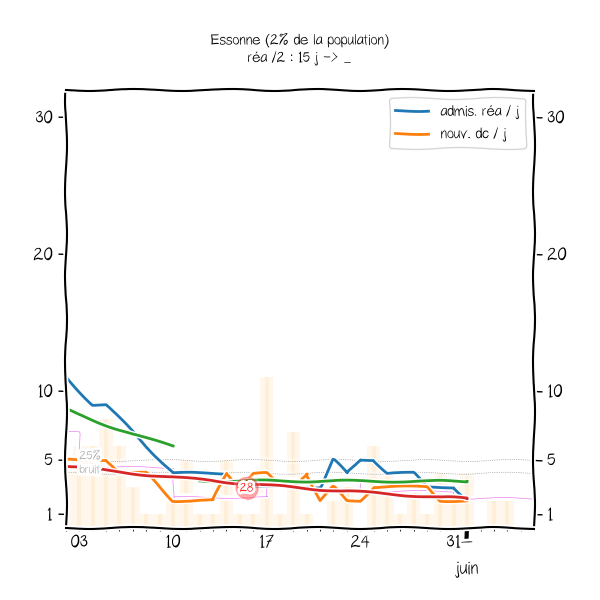 Essonne (2% de la population)
réa /2 : 15 j -> _
admis. réa / j
nouv. dc / j
30 30
20 20
10 10
5 5
1 1
25%
bruit
28
03 10 17 24 31
juin